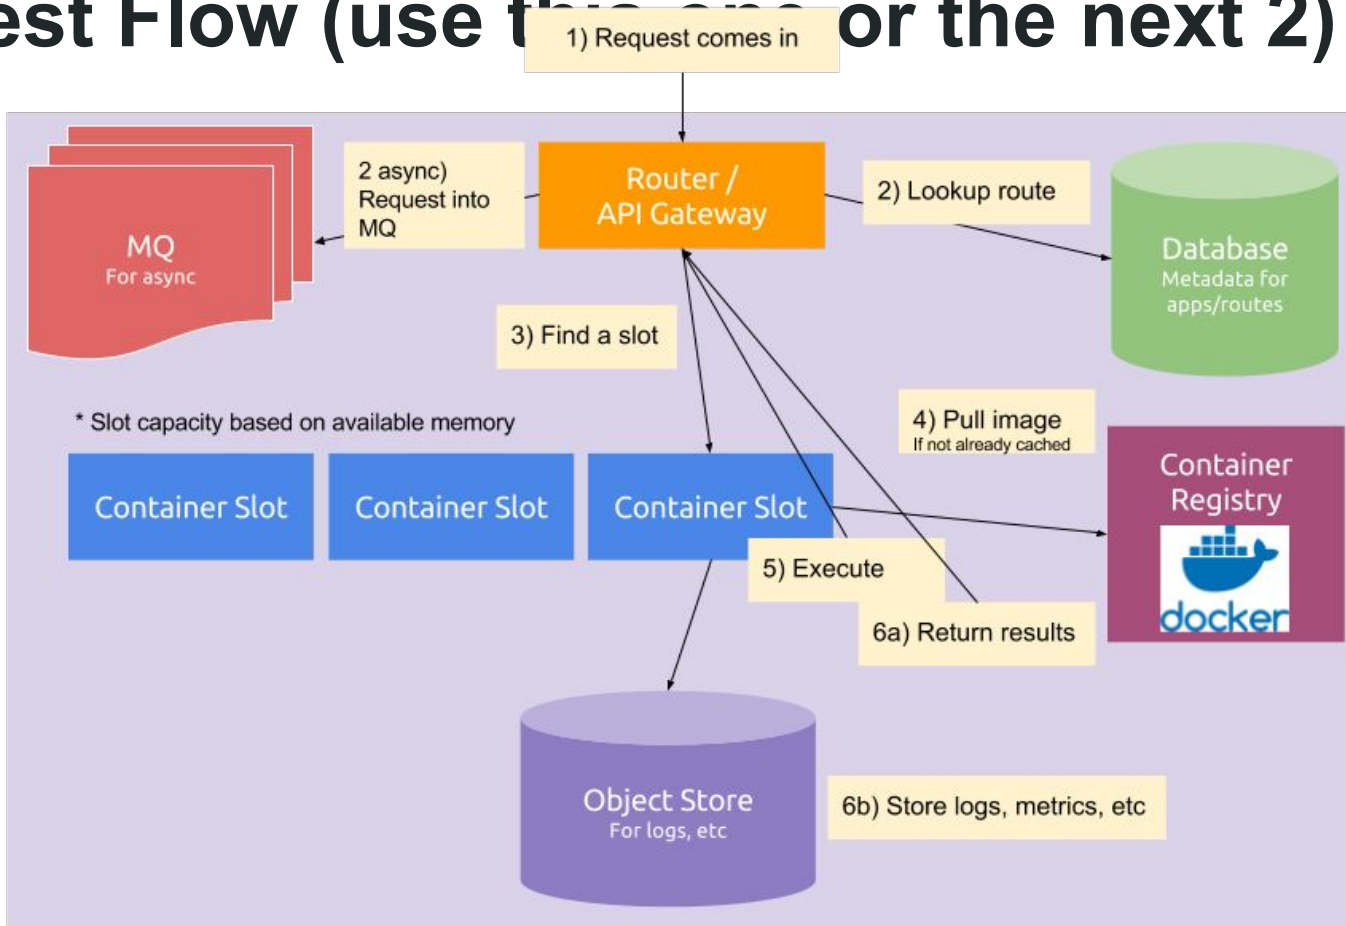 est Flow (use this one or the next 2)
1) Request comes in
2 async)
Request into
MQ
Router /
API Gateway
2) Lookup route
MQ
For async
Database
Metadata for
apps/routes
3) Find a slot
* Slot capacity based on available memory
4) Pull image
If not already cached
Container Slot
Container Slot
Container Slot
Container
Registry
docker
5) Execute
6a) Return results
Object Store
For logs, etc
6b) Store logs, metrics, etc